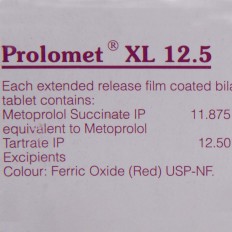 Prolomet® XL 12.5
Each extended release film coated bila
tablet contains:
Metoprolol Succinate IP 11.875
equivalent to Metoprolol
Tartrate IP 12.50
Excipients
Colour: Ferric Oxide (Red) USP-NF.